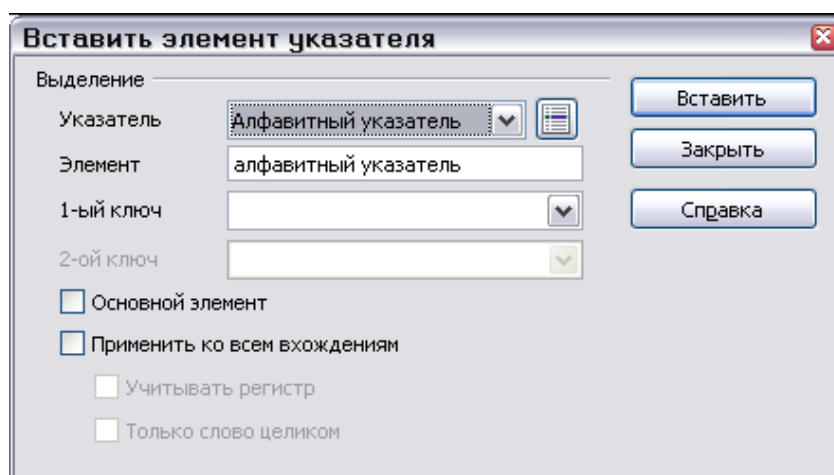 Вставить элемент указателя
Выделение
Указатель
Алфавитный указатель
Вставить
Элемент
алфавитный указатель
Закрыть
1-ый ключ
Справка
2-ой ключ
Основной элемент
Применить ко всем вхождениям
Учитывать регистр
Только слово целиком